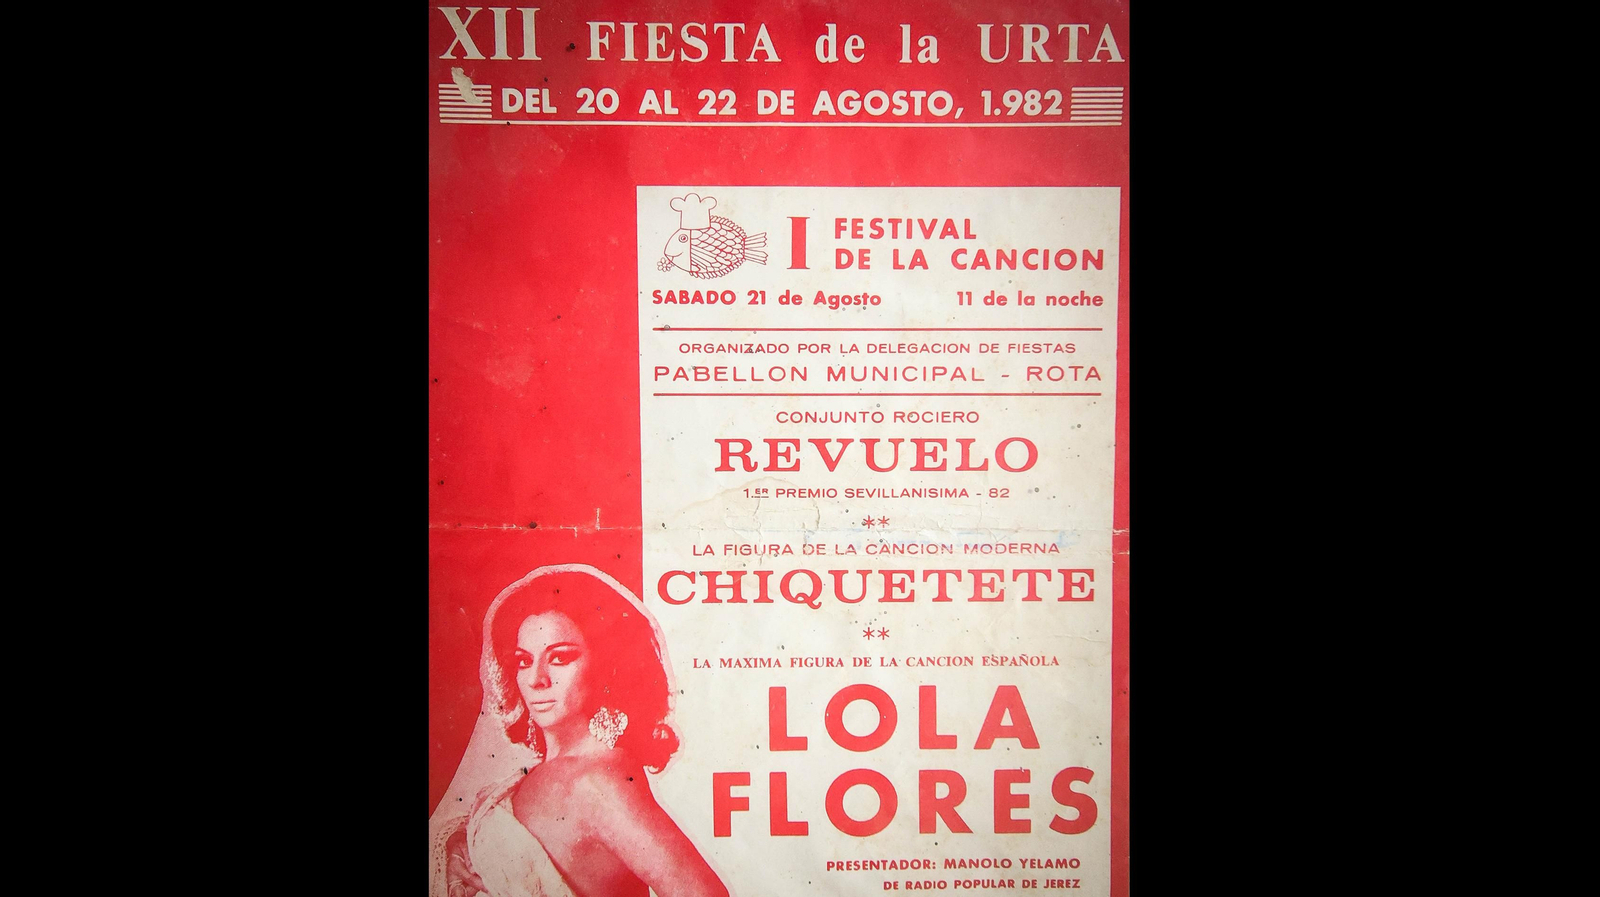 XII FIESTA de la URTA
DEL 20 AL 22 DE AGOSTO, 1.982
I FESTIVAL
DE LA CANCION
SABADO 21 de Agosto 11 de la noche
ORGANIZADO POR LA DELEGACION DE FIESTAS
PABELLON MUNICIPAL - ROTA
CONJUNTO ROCIERO
REVUELO
1.ER PREMIO SEVILLANISIMA - 82
**
LA FIGURA DE LA CANCION MODERNA
CHIQUETETE
**
LA MAXIMA FIGURA DE LA CANCION ESPAÑOLA
LOLA
FLORES
PRESENTADOR: MANOLO YELAMO
DE RADIO POPULAR DE JEREZ